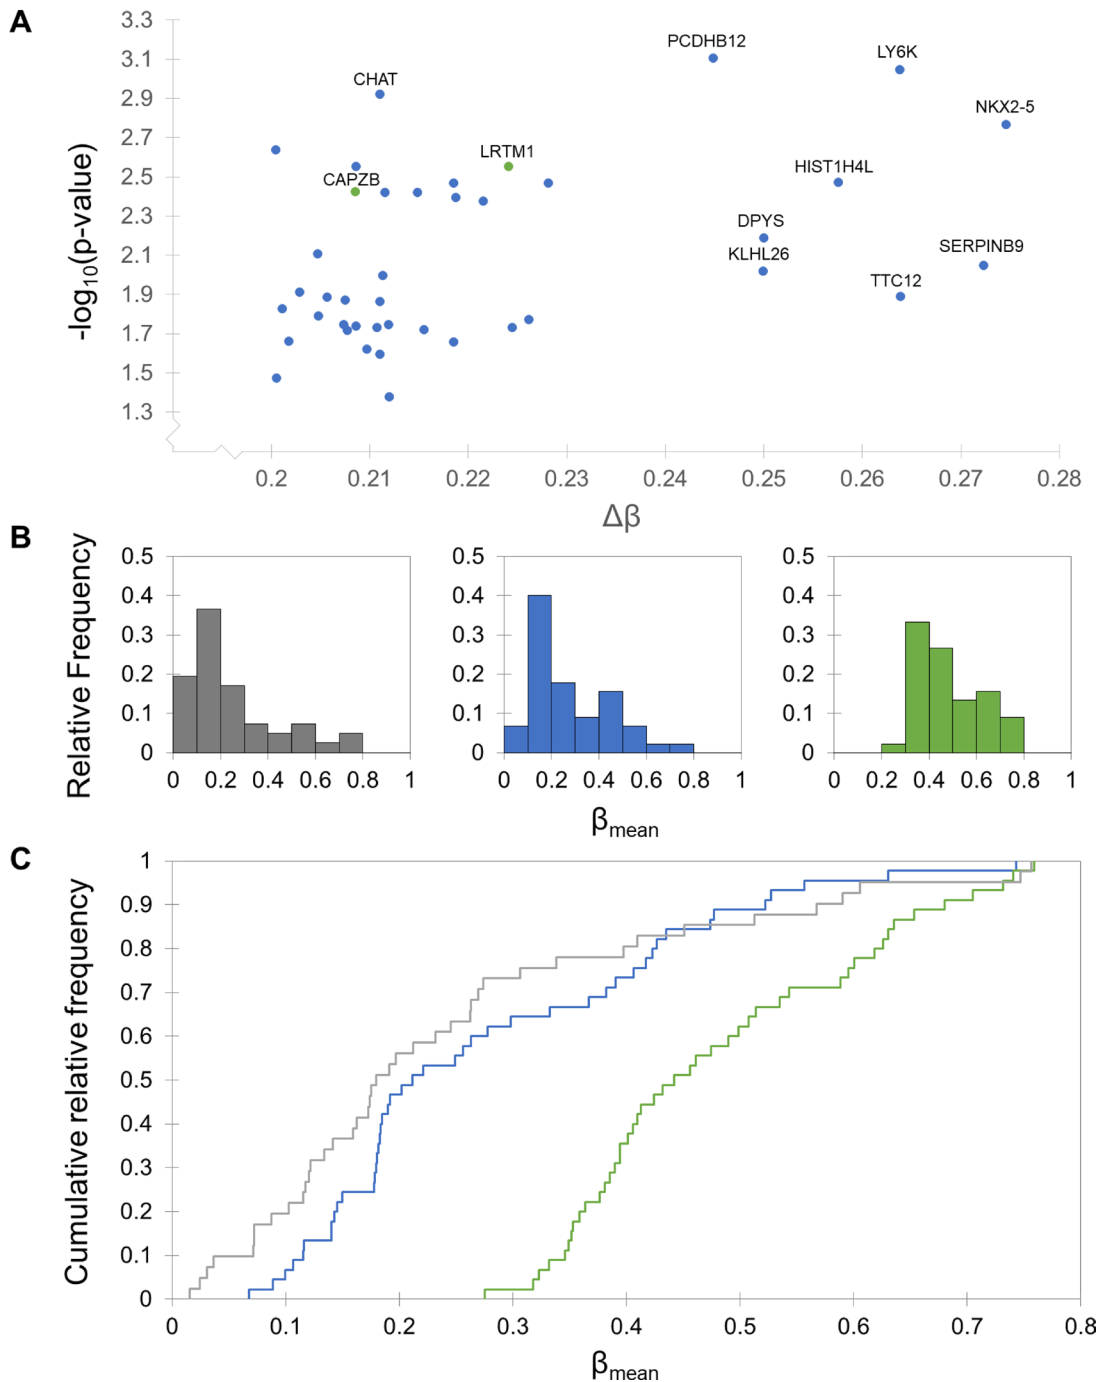 A
3.3
3.1
2.9
2.7
2.5
2.3
2.1
1.9
1.7
1.5
1.3
-log10(p-value)
PCDHB12
LY6K
CHAT
NKX2-5
LRTM1
HIST1H4L
CAPZB
DPYS
KLHL26
SERPINB9
TTC12
0.2 0.21 0.22 0.23 0.24 0.25 0.26 0.27 0.28
Δβ
B
Relative Frequency
0.5 0.5 0.5
0.4 0.4 0.4
0.3 0.3 0.3
0.2 0.2 0.2
0.1 0.1 0.1
0 0 0
0 0.2 0.4 0.6 0.8 1 0 0.2 0.4 0.6 0.8 1 0 0.2 0.4 0.6 0.8 1
βmean
C
Cumulative relative frequency
1
0.9
0.8
0.7
0.6
0.5
0.4
0.3
0.2
0.1
0
0 0.1 0.2 0.3 0.4 0.5 0.6 0.7 0.8
βmean